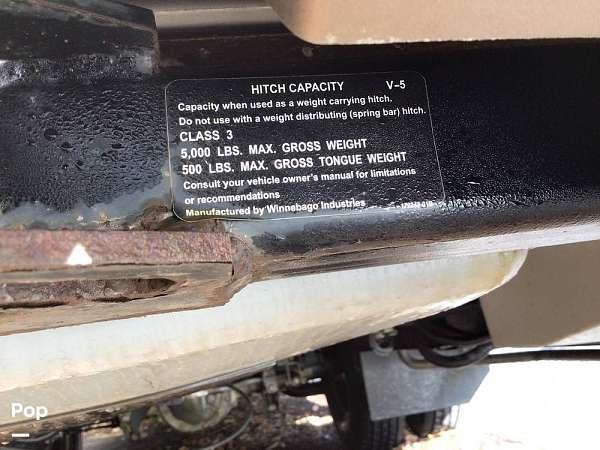 HITCH CAPACITY V-5
Capacity when used as a weight carrying hitch.
Do not use with a weight distributing (spring bar) hitch.
CLASS 3
5,000 LBS. MAX. GROSS WEIGHT
500 LBS. MAX. GROSS TONGUE WEIGHT
Consult your vehicle owner's manual for limitations
or recommendations
Manufactured by Winnebago Industries
Pop